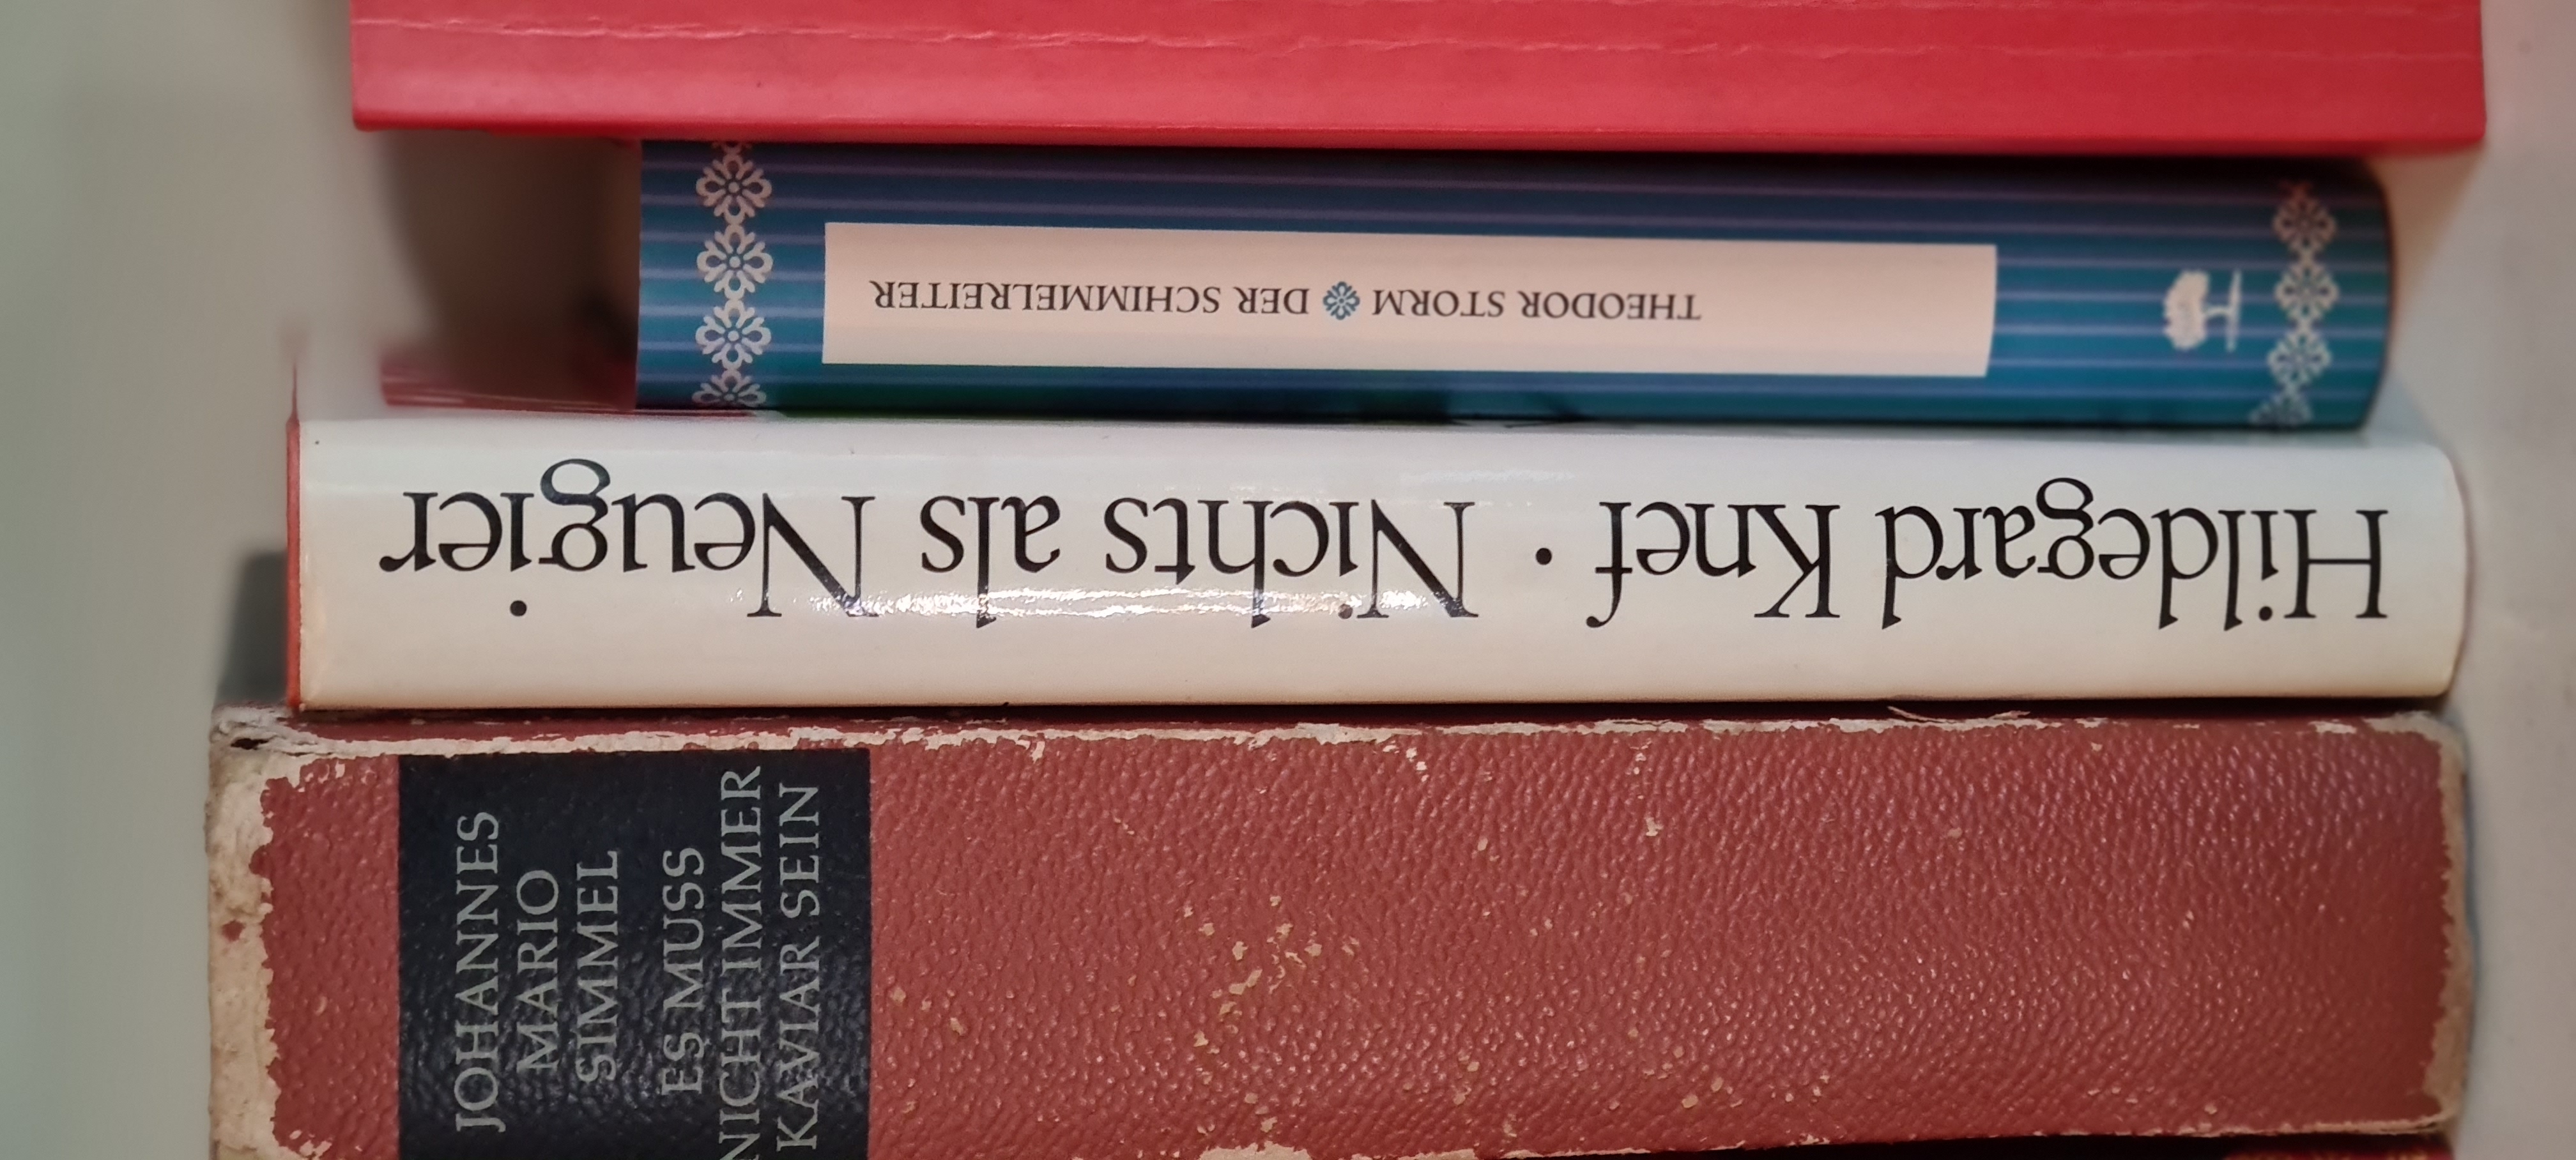 THEODOR STORM DER SCHIMMELREITER
Hildegard Knef · Nichts als Neugier
JOHANNES
MARIO
SIMMEL
ES MUSS
NICHT IMMER
KAVIAR SEIN